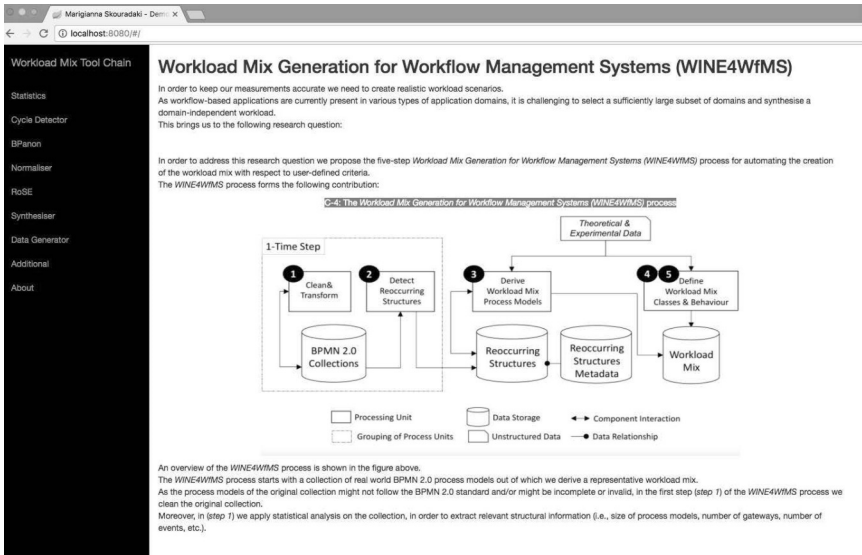 Marigianna Skouradaki - Demo
localhost:8080/#/
Workload Mix Tool Chain
Statistics
Cycle Detector
BPanon
Normaliser
RoSE
Synthesiser
Data Generator
Additional
About
Workload Mix Generation for Workflow Management Systems (WINE4WfMS)
In order to keep our measurements accurate we need to create realistic workload scenarios.
As workflow-based applications are currently present in various types of application domains, it is challenging to select a sufficiently large subset of domains and synthesise a
domain-independent workload.
This brings us to the following research question:
In order to address this research question we propose the five-step Workload Mix Generation for Workflow Management Systems (WINE4WfMS) process for automating the creation
of the workload mix with respect to user-defined criteria.
The WINE4WfMS process forms the following contribution:
C-4: The Workload Mix Generation for Workflow Management Systems (WINE4WfMS) process
Theoretical &
Experimental Data
1-Time Step
1
Clean&
Transform
2
Detect
Reoccurring
Structures
3
Derive
Workload Mix
Process Models
4 5
Define
Workload Mix
Classes & Behaviour
BPMN 2.0
Collections
Reoccurring
Structures
Reoccurring
Structures
Metadata
Workload
Mix
Processing Unit
Data Storage
Component Interaction
Grouping of Process Units
Unstructured Data
Data Relationship
An overview of the WINE4WfMS process is shown in the figure above.
The WINE4WfMS process starts with a collection of real world BPMN 2.0 process models out of which we derive a representative workload mix.
As the process models of the original collection might not follow the BPMN 2.0 standard and/or might be incomplete or invalid, in the first step (step 1) of the WINE4WfMS process we
clean the original collection.
Moreover, in (step 1) we apply statistical analysis on the collection, in order to extract relevant structural information (i.e., size of process models, number of gateways, number of
events, etc.).